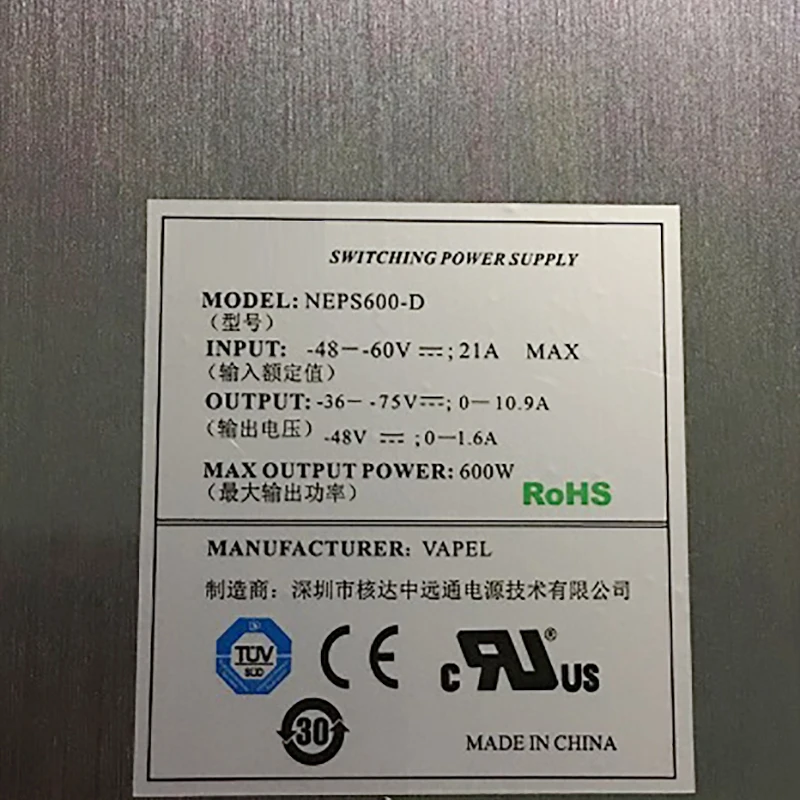 SWITCHING POWER SUPPLY
MODEL: NEPS600-D
（型号）
INPUT: -48—-60V ⎓; 21A MAX
（输入额定值）
OUTPUT: -36— -75V⎓; 0—10.9A
（输出电压） -48V ⎓ ;0—1.6A
MAX OUTPUT POWER: 600W
（最大输出功率） RoHS
MANUFACTURER: VAPEL
制造商：深圳市核达中远通电源技术有限公司
TÜV SÜD CE c RU ® US
30
MADE IN CHINA